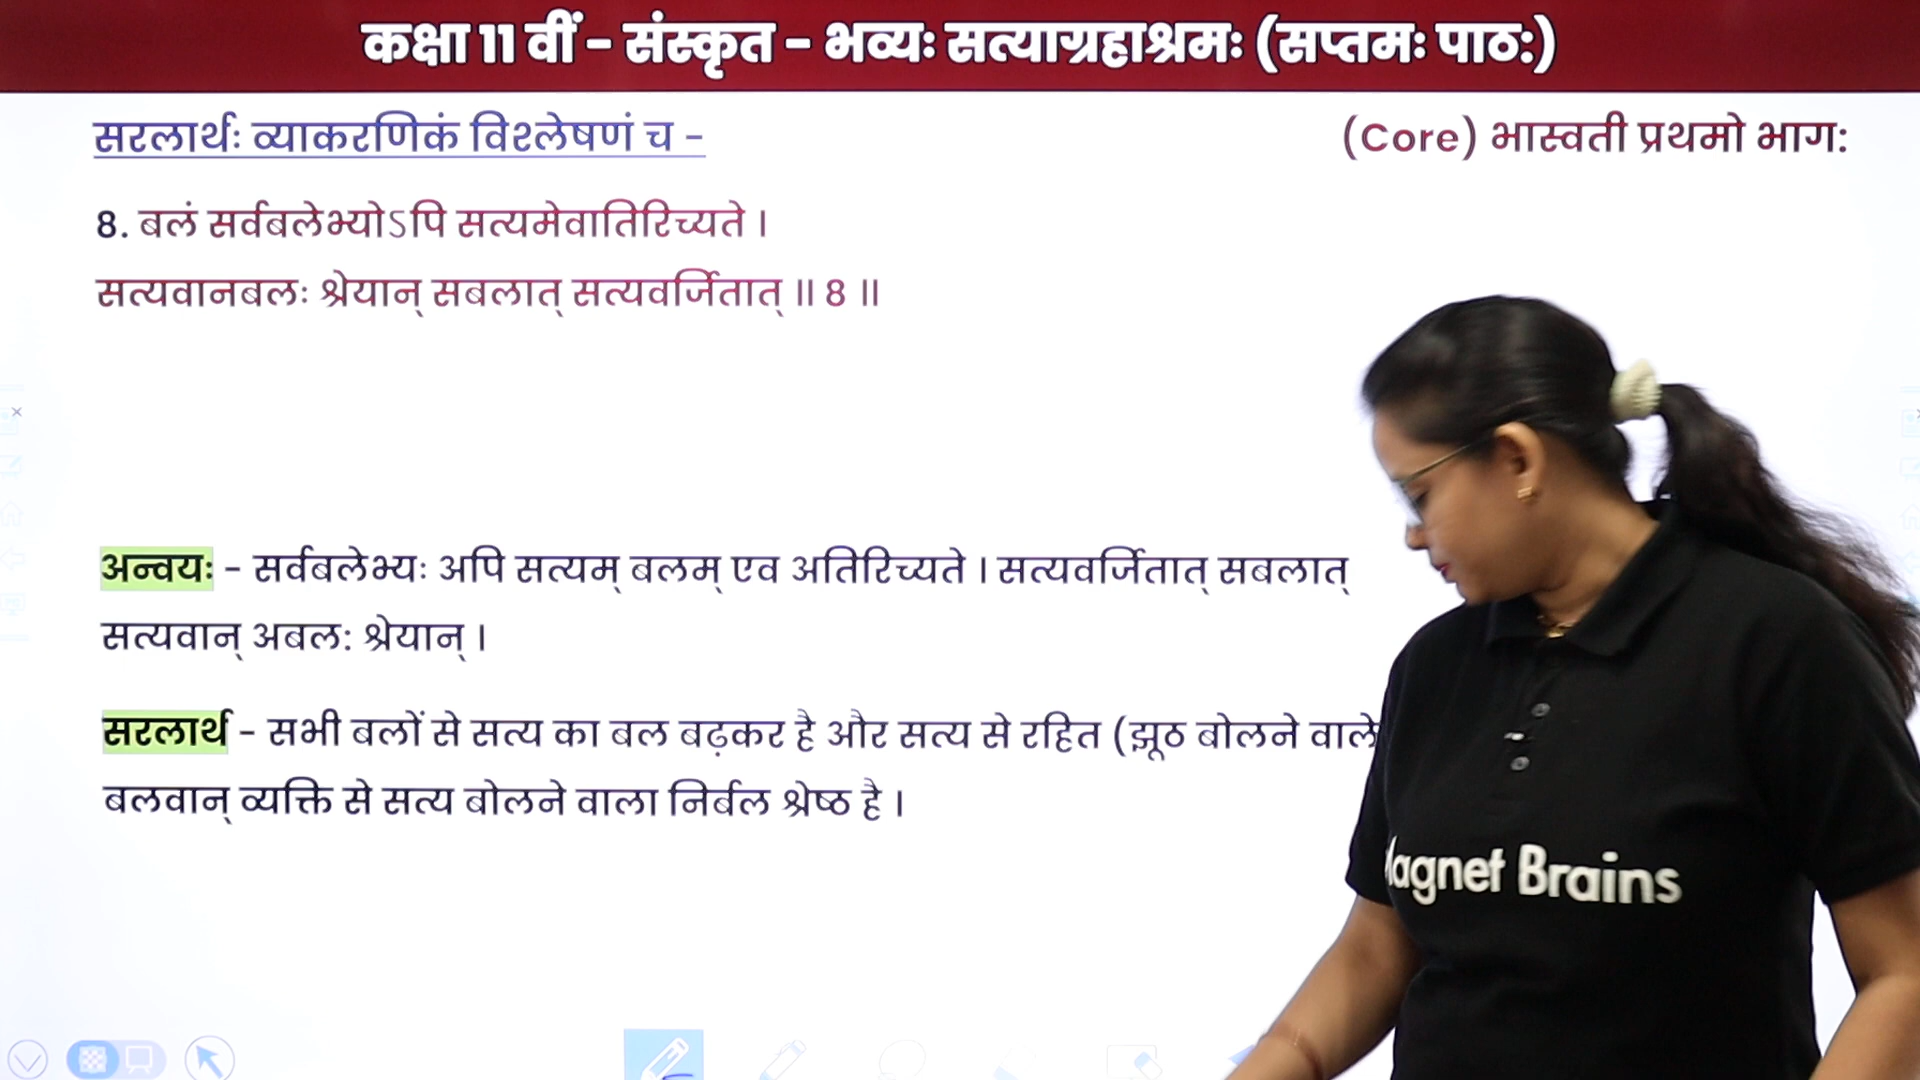 कक्षा 11 वीं - संस्कृत - भव्यः सत्याग्रहाश्रमः (सप्तमः पाठः)
सरलार्थः व्याकरणिकं विश्लेषणं च -
(Core) भास्वती प्रथमो भाग:
8. बलं सर्वबलेभ्योऽपि सत्यमेवातिरिच्यते ।
सत्यवानबलः श्रेयान् सबलात् सत्यवर्जितात् ॥ 8 ॥
अन्वयः - सर्वबलेभ्यः अपि सत्यम् बलम् एव अतिरिच्यते । सत्यवर्जितात् सबलात्
सत्यवान् अबल: श्रेयान् ।
सरलार्थ - सभी बलों से सत्य का बल बढ़कर है और सत्य से रहित (झूठ बोलने वाले
बलवान् व्यक्ति से सत्य बोलने वाला निर्बल श्रेष्ठ है ।
agnet Brains